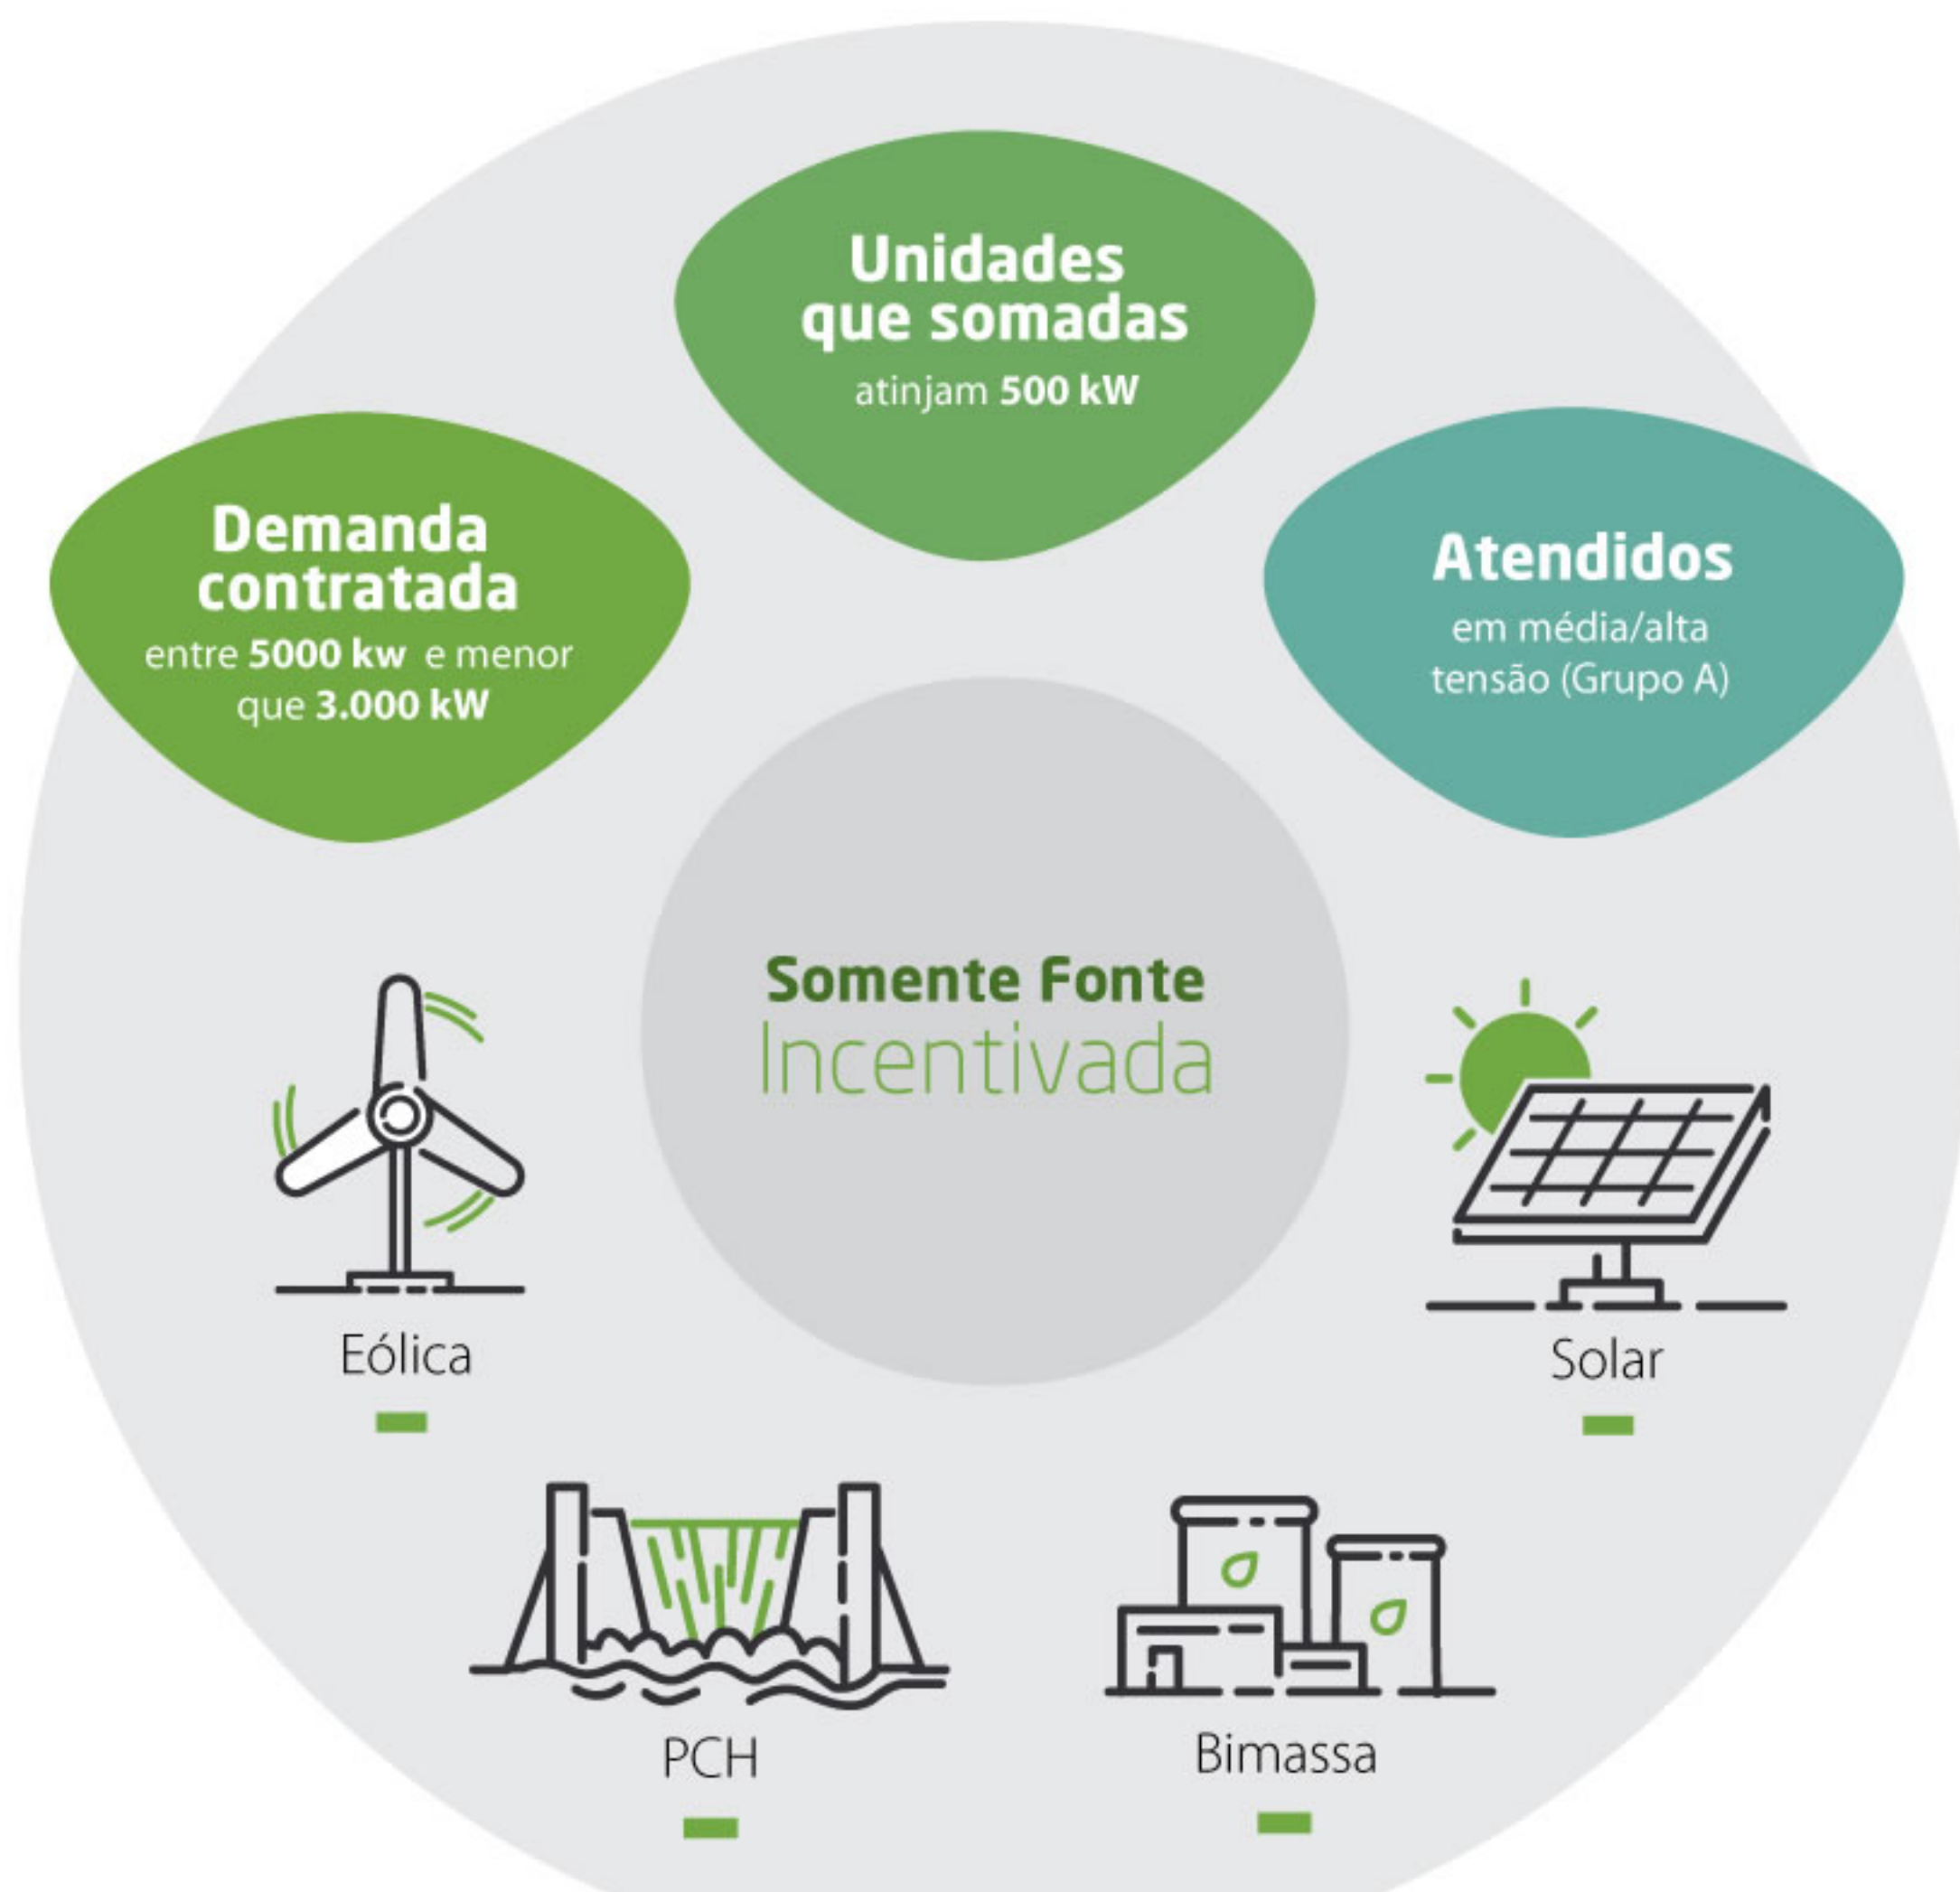 Unidades
que somadas
atinjam 500 kW
Demanda
contratada
entre 5000 kw e menor
que 3.000 kW
Atendidos
em média/alta
tensão (Grupo A)
Somente Fonte
Incentivada
Eólica
Solar
PCH
Bimassa